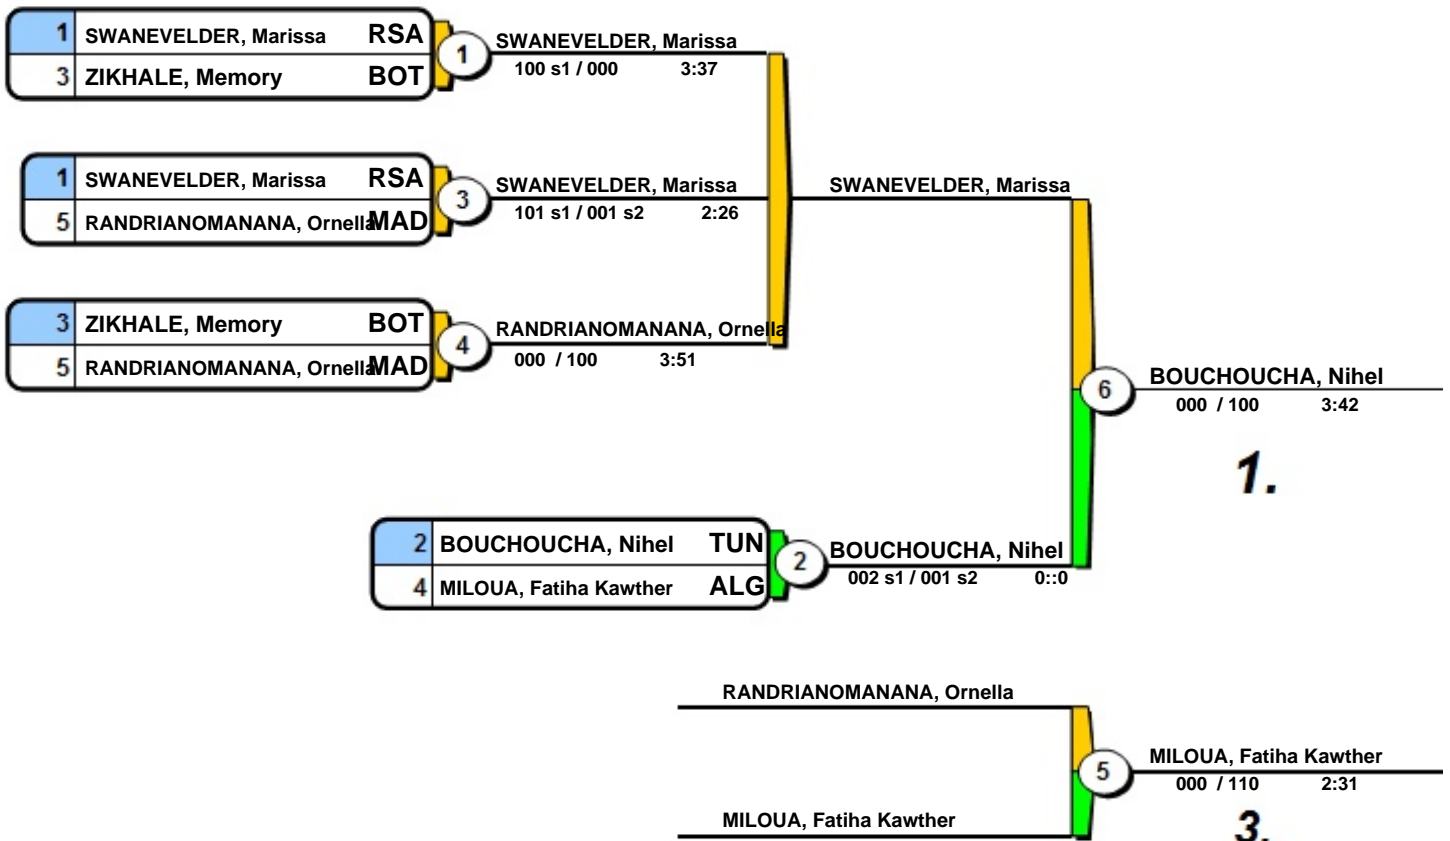 1 SWANEVELDER, Marissa RSA
3 ZIKHALE, Memory BOT
1
SWANEVELDER, Marissa
100 s1 / 000 3:37
1 SWANEVELDER, Marissa RSA
5 RANDRIANOMANANA, Ornella MAD
3
SWANEVELDER, Marissa
101 s1 / 001 s2 2:26
SWANEVELDER, Marissa
3 ZIKHALE, Memory BOT
5 RANDRIANOMANANA, Ornella MAD
4
RANDRIANOMANANA, Ornella
000 / 100 3:51
6
BOUCHOUCHA, Nihel
000 / 100 3:42
1.
2 BOUCHOUCHA, Nihel TUN
4 MILOUA, Fatiha Kawther ALG
2
BOUCHOUCHA, Nihel
002 s1 / 001 s2 0::0
RANDRIANOMANANA, Ornella
MILOUA, Fatiha Kawther
5
MILOUA, Fatiha Kawther
000 / 110 2:31
3.